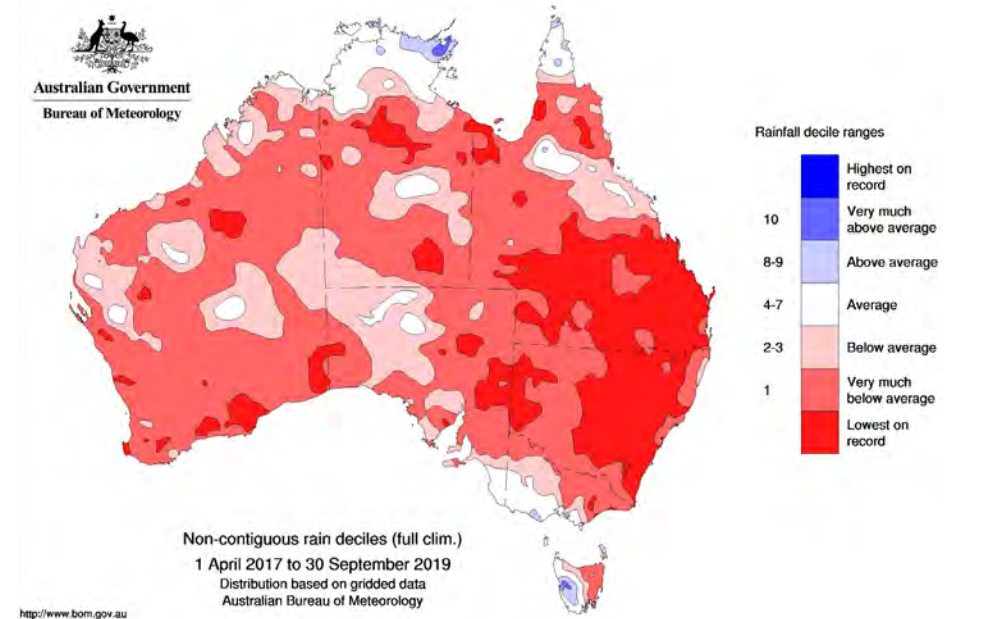 Australian Government
Bureau of Meteorology
Rainfall decile ranges
Highest on
record
10
Very much
above average
8-9
Above average
4-7
Average
2-3
Below average
1
Very much
below average
Lowest on
record
Non-contiguous rain deciles (full clim.)
1 April 2017 to 30 September 2019
Distribution based on gridded data
Australian Bureau of Meteorology
http://www.bom.gov.au